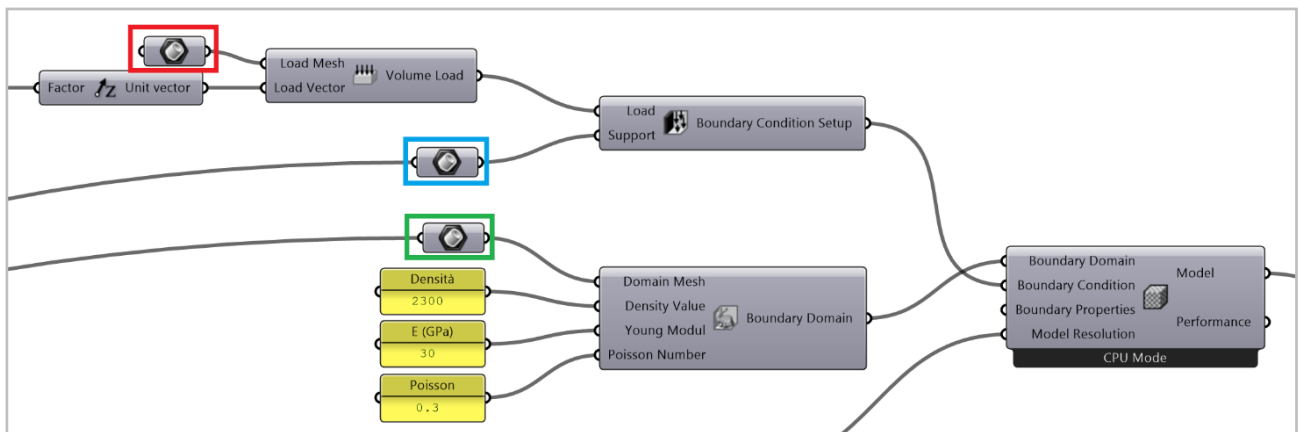 Load Mesh
Load Vector
Volume Load
Factor
Unit vector
Load
Support
Boundary Condition Setup
Densità
2300
E (GPa)
30
Poisson
0.3
Domain Mesh
Density Value
Young Modul
Poisson Number
Boundary Domain
Boundary Domain
Boundary Condition
Boundary Properties
Model Resolution
Model
Performance
CPU Mode